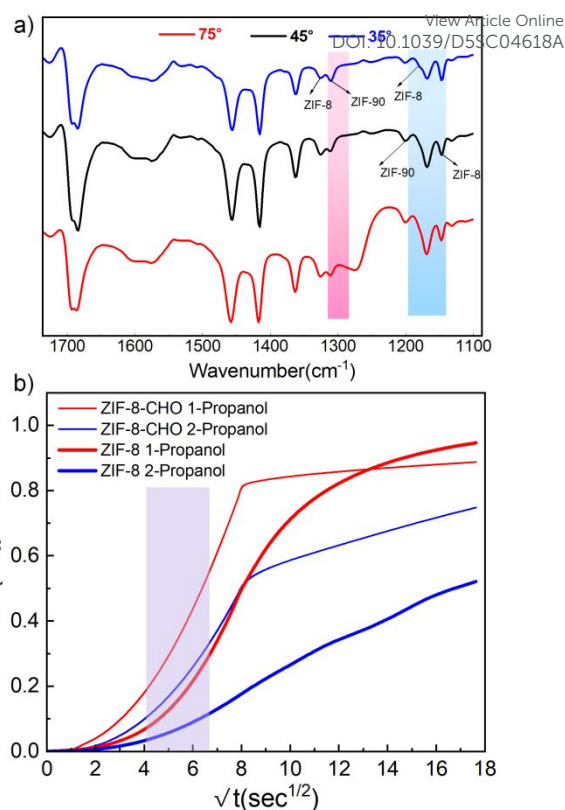 View Article Online
DOI: 10.1039/D5SC04618A
a)
75° 45° 35°
ZIF-8
ZIF-90
ZIF-8
ZIF-90
ZIF-8
1700 1600 1500 1400 1300 1200 1100
Wavenumber(cm-1)
b)
ZIF-8-CHO 1-Propanol
ZIF-8-CHO 2-Propanol
ZIF-8 1-Propanol
ZIF-8 2-Propanol
1.0
0.8
0.6
0.4
0.2
0.0
0 2 4 6 8 10 12 14 16 18
√t(sec1/2)